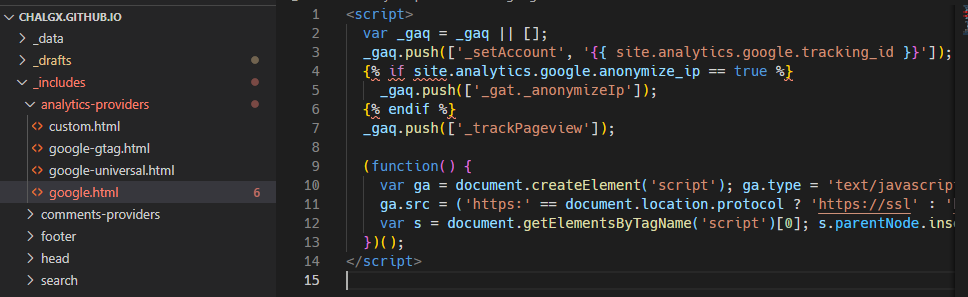 CHALGX.GITHUB.IO
_data
_drafts
_includes
analytics-providers
custom.html
google-gtag.html
google-universal.html
google.html 6
comments-providers
footer
head
search
1 <script>
2 var _gaq = _gaq || [];
3 _gaq.push(['_setAccount', '{{ site.analytics.google.tracking_id }}']);
4 {% if site.analytics.google.anonymize_ip == true %}
5 _gaq.push(['_gat._anonymizeIp']);
6 {% endif %}
7 _gaq.push(['_trackPageview']);
8
9 (function() {
10 var ga = document.createElement('script'); ga.type = 'text/javascrip
11 ga.src = ('https:' == document.location.protocol ? 'https://ssl' : '
12 var s = document.getElementsByTagName('script')[0]; s.parentNode.inse
13 })();
14 </script>
15